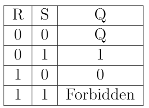 R S Q
0 0 Q
0 1 1
1 0 0
1 1 Forbidden